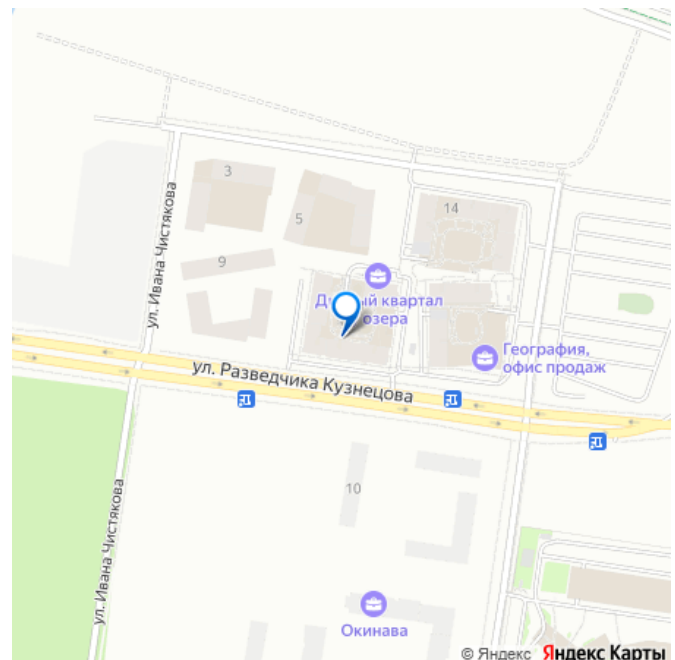 3
14
5
ул. Ивана Чистякова
9
й квартал
озера
География,
офис продаж
ул. Разведчика Кузнецова
10
ул. Ивана Чистякова
Окинава
© Яндекс Яндекс Карты